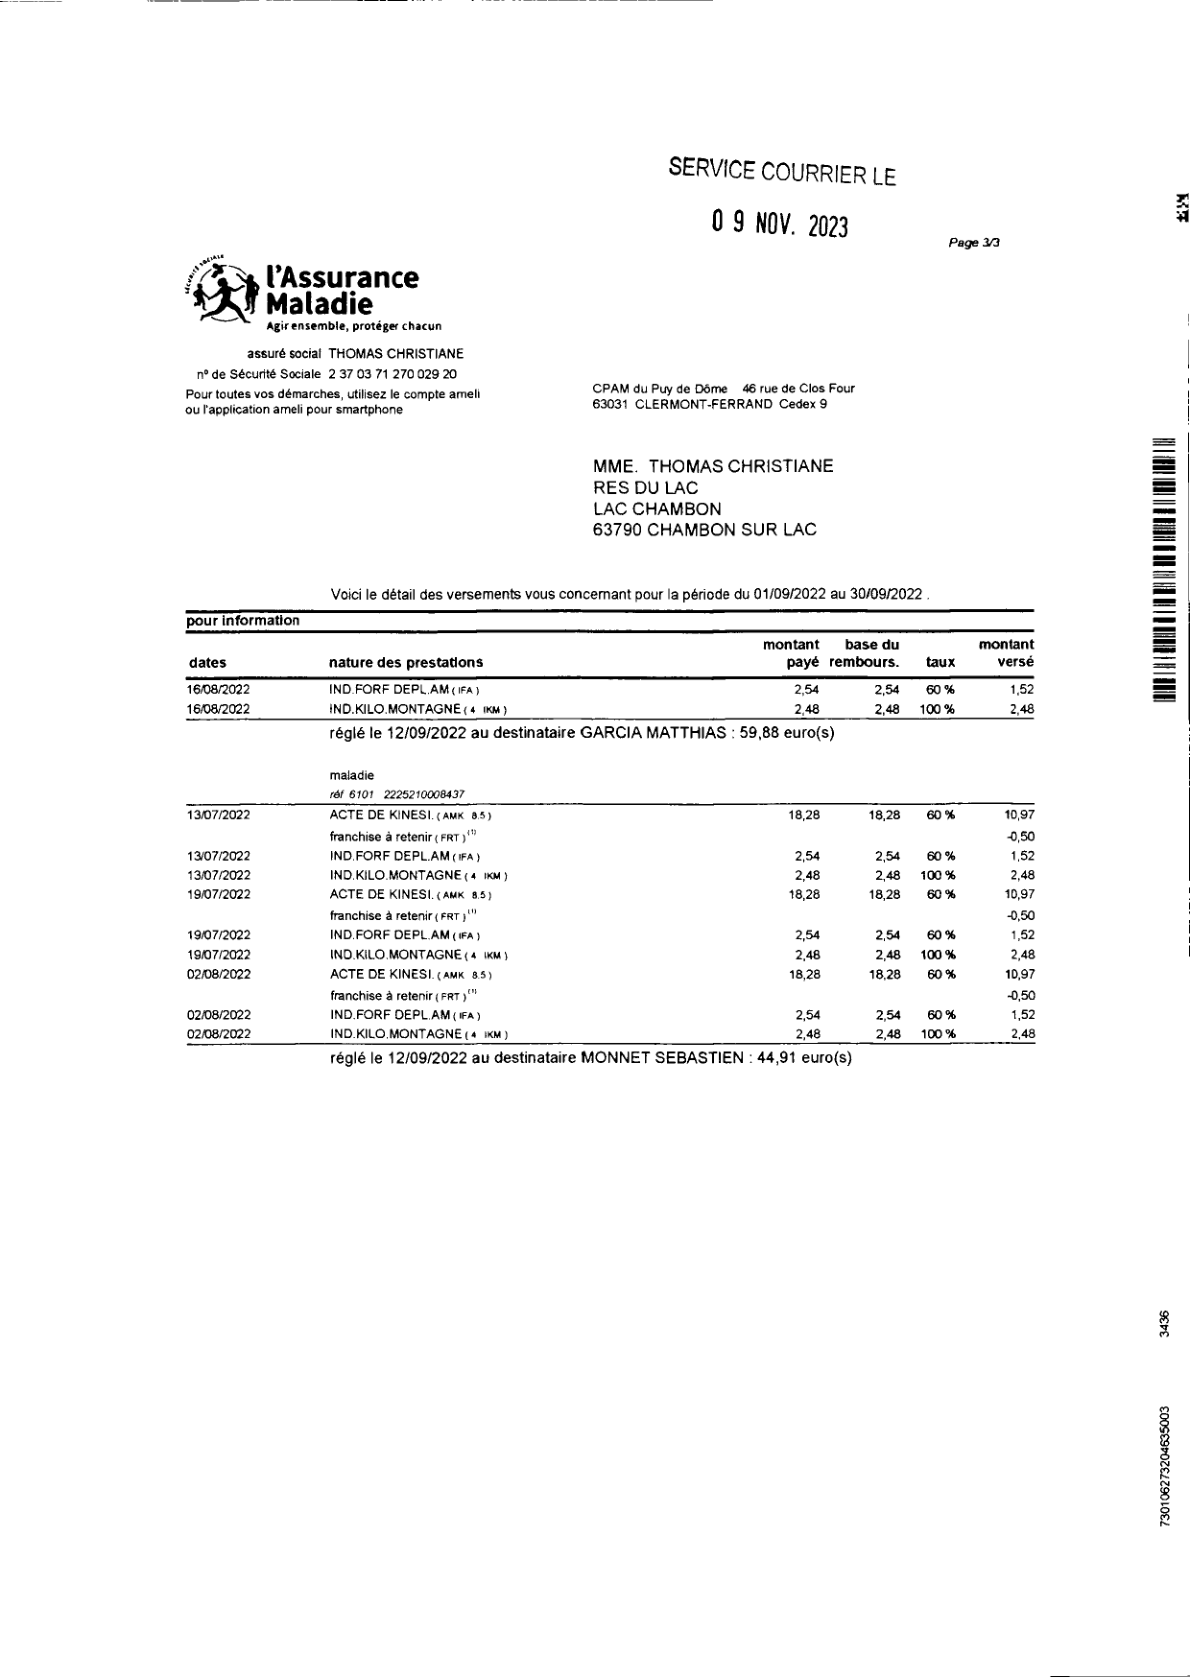 SERVICE COURRIER LE
09 NOV. 2023
Page 3/3
SÉCURITÉ SOCIALE
l'Assurance
Maladie
Agir ensemble, protéger chacun
assuré social THOMAS CHRISTIANE
n° de Sécurité Sociale 2 37 03 71 270 029 20
Pour toutes vos démarches, utilisez le compte ameli
ou l'application ameli pour smartphone
CPAM du Puy de Dôme 46 rue de Clos Four
63031 CLERMONT-FERRAND Cedex 9
MME. THOMAS CHRISTIANE
RES DU LAC
LAC CHAMBON
63790 CHAMBON SUR LAC
Voici le détail des versements vous concernant pour la période du 01/09/2022 au 30/09/2022 .
pour information
dates nature des prestations montant payé base du rembours. taux montant versé
16/08/2022 IND.FORF DEPL.AM ( IFA ) 2,54 2,54 60 % 1,52
16/08/2022 IND.KILO.MONTAGNE ( 4 IKM ) 2,48 2,48 100 % 2,48
réglé le 12/09/2022 au destinataire GARCIA MATTHIAS : 59,88 euro(s)
maladie
réf 6101 2225210008437
13/07/2022 ACTE DE KINESI. ( AMK 8.5 ) 18,28 18,28 60 % 10,97
franchise à retenir ( FRT ) (1) -0,50
13/07/2022 IND.FORF DEPL.AM ( IFA ) 2,54 2,54 60 % 1,52
13/07/2022 IND.KILO.MONTAGNE ( 4 IKM ) 2,48 2,48 100 % 2,48
19/07/2022 ACTE DE KINESI. ( AMK 8.5 ) 18,28 18,28 60 % 10,97
franchise à retenir ( FRT ) (1) -0,50
19/07/2022 IND.FORF DEPL.AM ( IFA ) 2,54 2,54 60 % 1,52
19/07/2022 IND.KILO.MONTAGNE ( 4 IKM ) 2,48 2,48 100 % 2,48
02/08/2022 ACTE DE KINESI. ( AMK 8.5 ) 18,28 18,28 60 % 10,97
franchise à retenir ( FRT ) (1) -0,50
02/08/2022 IND.FORF DEPL.AM ( IFA ) 2,54 2,54 60 % 1,52
02/08/2022 IND.KILO.MONTAGNE ( 4 IKM ) 2,48 2,48 100 % 2,48
réglé le 12/09/2022 au destinataire MONNET SEBASTIEN : 44,91 euro(s)
3436
730106273204635003